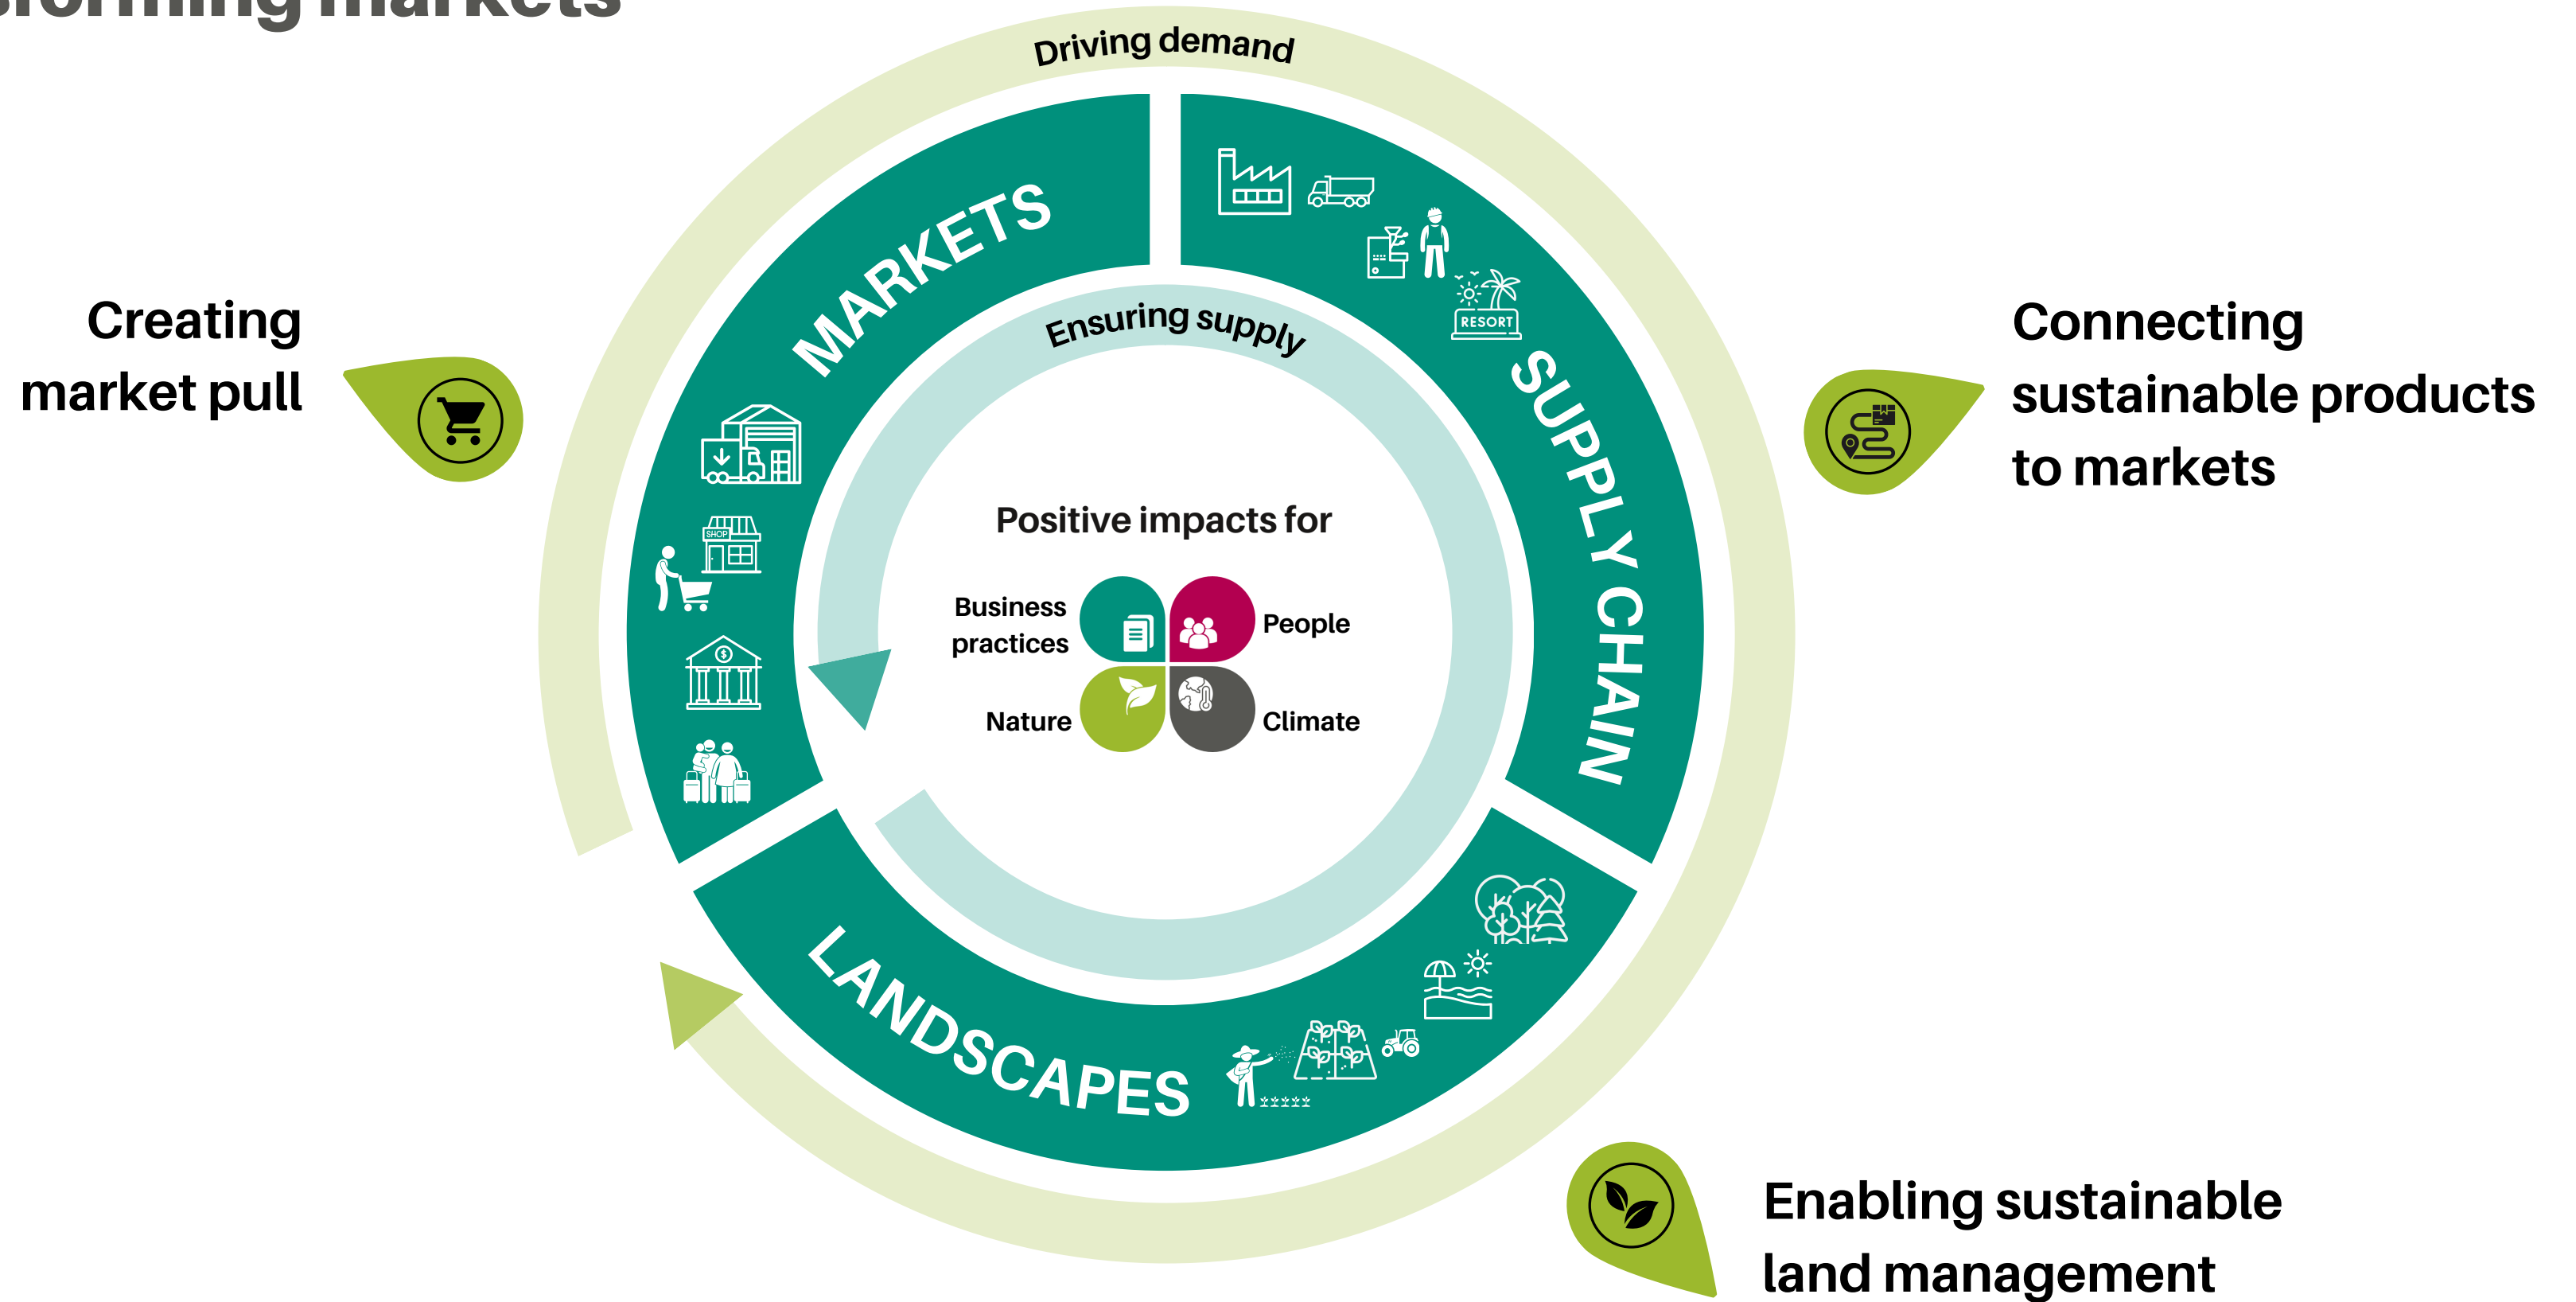 markets
Driving demand
MARKETS
SUPPLY CHAIN
LANDSCAPES
RESORT
SHOP
$
Ensuring supply
Creating
market pull
Connecting
sustainable products
to markets
Positive impacts for
Business
practices
People
Nature
Climate
Enabling sustainable
land management